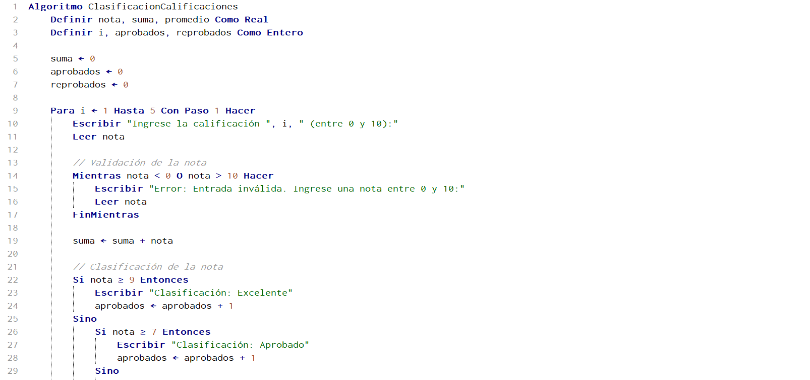 1 Algoritmo ClasificacionCalificaciones
2 Definir nota, suma, promedio Como Real
3 Definir i, aprobados, reprobados Como Entero
4
5 suma ← 0
6 aprobados ← 0
7 reprobados ← 0
8
9 Para i ← 1 Hasta 5 Con Paso 1 Hacer
10 Escribir "Ingrese la calificación ", i, " (entre 0 y 10):"
11 Leer nota
12
13 // Validación de la nota
14 Mientras nota < 0 O nota > 10 Hacer
15 Escribir "Error: Entrada inválida. Ingrese una nota entre 0 y 10:"
16 Leer nota
17 FinMientras
18
19 suma ← suma + nota
20
21 // Clasificación de la nota
22 Si nota ≥ 9 Entonces
23 Escribir "Clasificación: Excelente"
24 aprobados ← aprobados + 1
25 Sino
26 Si nota ≥ 7 Entonces
27 Escribir "Clasificación: Aprobado"
28 aprobados ← aprobados + 1
29 Sino